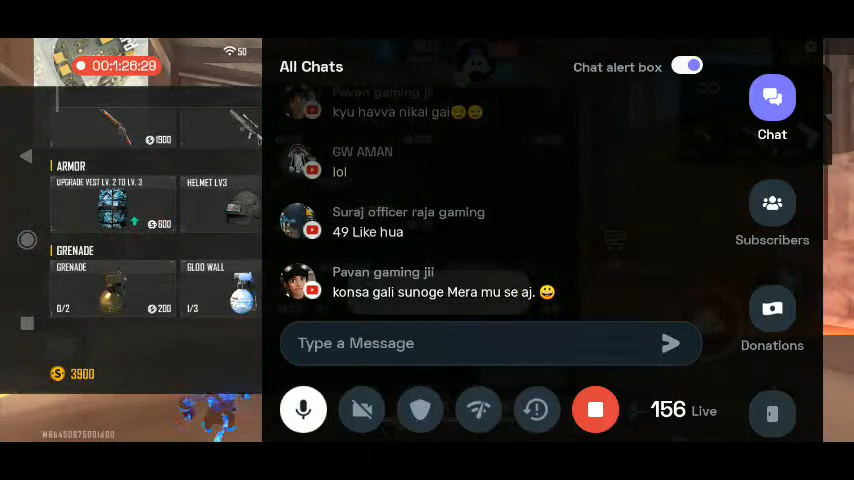 50
00:1:26:29
All Chats
Chat alert box
Pavan gaming jii
kyu havva nikal gai😏😏
1900
Chat
GW AMAN
lol
ARMOR
UPGRADE VEST LV. 2 TO LV. 3
HELMET LV3
600
Suraj officer raja gaming
49 Like hua
Subscribers
GRENADE
GRENADE
GLOO WALL
0/2
200
1/3
Pavan gaming jii
konsa gali sunoge Mera mu se aj. 😀
Type a Message
Donations
3900
156 Live